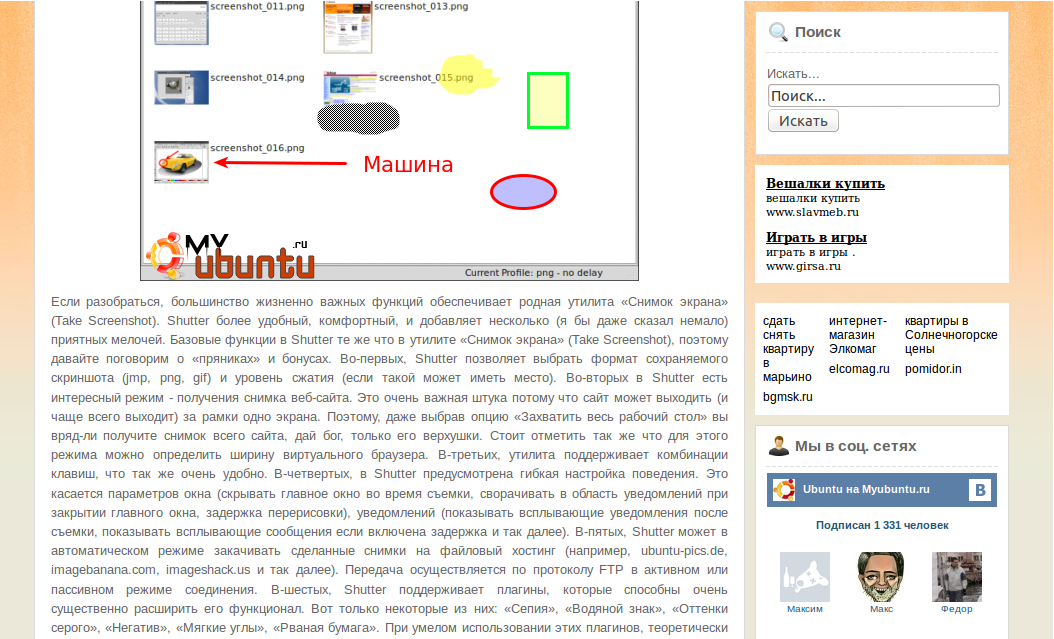 screenshot_011.png
screenshot_013.png
screenshot_014.png
screenshot_015.png
screenshot_016.png
Машина
MY
.ru
ubuntu
Current Profile: png - no delay
Если разобраться, большинство жизненно важных функций обеспечивает родная утилита «Снимок экрана»
(Take Screenshot). Shutter более удобный, комфортный, и добавляет несколько (я бы даже сказал немало)
приятных мелочей. Базовые функции в Shutter те же что в утилите «Снимок экрана» (Take Screenshot), поэтому
давайте поговорим о «пряниках» и бонусах. Во-первых, Shutter позволяет выбрать формат сохраняемого
скриншота (jmp, png, gif) и уровень сжатия (если такой может иметь место). Во-вторых в Shutter есть
интересный режим - получения снимка веб-сайта. Это очень важная штука потому что сайт может выходить (и
чаще всего выходит) за рамки одно экрана. Поэтому, даже выбрав опцию «Захватить весь рабочий стол» вы
вряд-ли получите снимок всего сайта, дай бог, только его верхушки. Стоит отметить так же что для этого
режима можно определить ширину виртуального браузера. В-третьих, утилита поддерживает комбинации
клавиш, что так же очень удобно. В-четвертых, в Shutter предусмотрена гибкая настройка поведения. Это
касается параметров окна (скрывать главное окно во время съемки, сворачивать в область уведомлений при
закрытии главного окна, задержка перерисовки), уведомлений (показывать всплывающие уведомления после
съемки, показывать всплывающие сообщения если включена задержка и так далее). В-пятых, Shutter может в
автоматическом режиме закачивать сделанные снимки на файловый хостинг (например, ubuntu-pics.de,
imagebanana.com, imageshack.us и так далее). Передача осуществляется по протоколу FTP в активном или
пассивном режиме соединения. В-шестых, Shutter поддерживает плагины, которые способны очень
существенно расширить его функционал. Вот только некоторые из них: «Сепия», «Водяной знак», «Оттенки
серого», «Негатив», «Мягкие углы», «Рваная бумага». При умелом использовании этих плагинов, теоретически
Поиск
Искать...
Поиск...
Искать
Вешалки купить
вешалки купить
www.slavmeb.ru
Играть в игры
играть в игры .
www.girsa.ru
сдать
снять
квартиру
в
марьино
bgmsk.ru
интернет-
магазин
Элкомаг
elcomag.ru
квартиры в
Солнечногорске
цены
pomidor.in
Мы в соц. сетях
Ubuntu на Myubuntu.ru
В
Подписан 1 331 человек
Максим
Макс
Федор